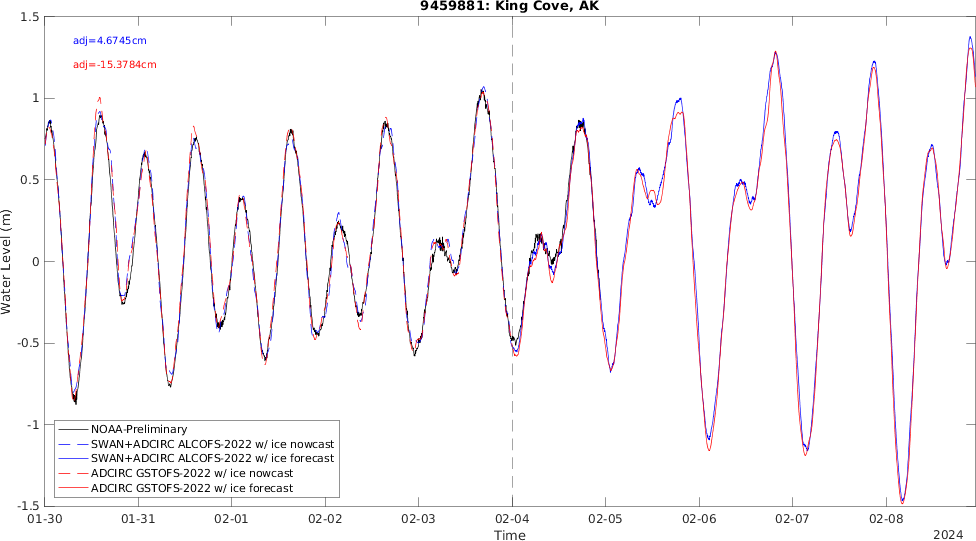 9459881: King Cove, AK
adj=4.6745cm
adj=-15.3784cm
Water Level (m)
1.5
1
0.5
0
-0.5
-1
-1.5
NOAA-Preliminary
SWAN+ADCIRC ALCOFS-2022 w/ ice nowcast
SWAN+ADCIRC ALCOFS-2022 w/ ice forecast
ADCIRC GSTOFS-2022 w/ ice nowcast
ADCIRC GSTOFS-2022 w/ ice forecast
01-30 01-31 02-01 02-02 02-03 02-04 02-05 02-06 02-07 02-08
Time
2024